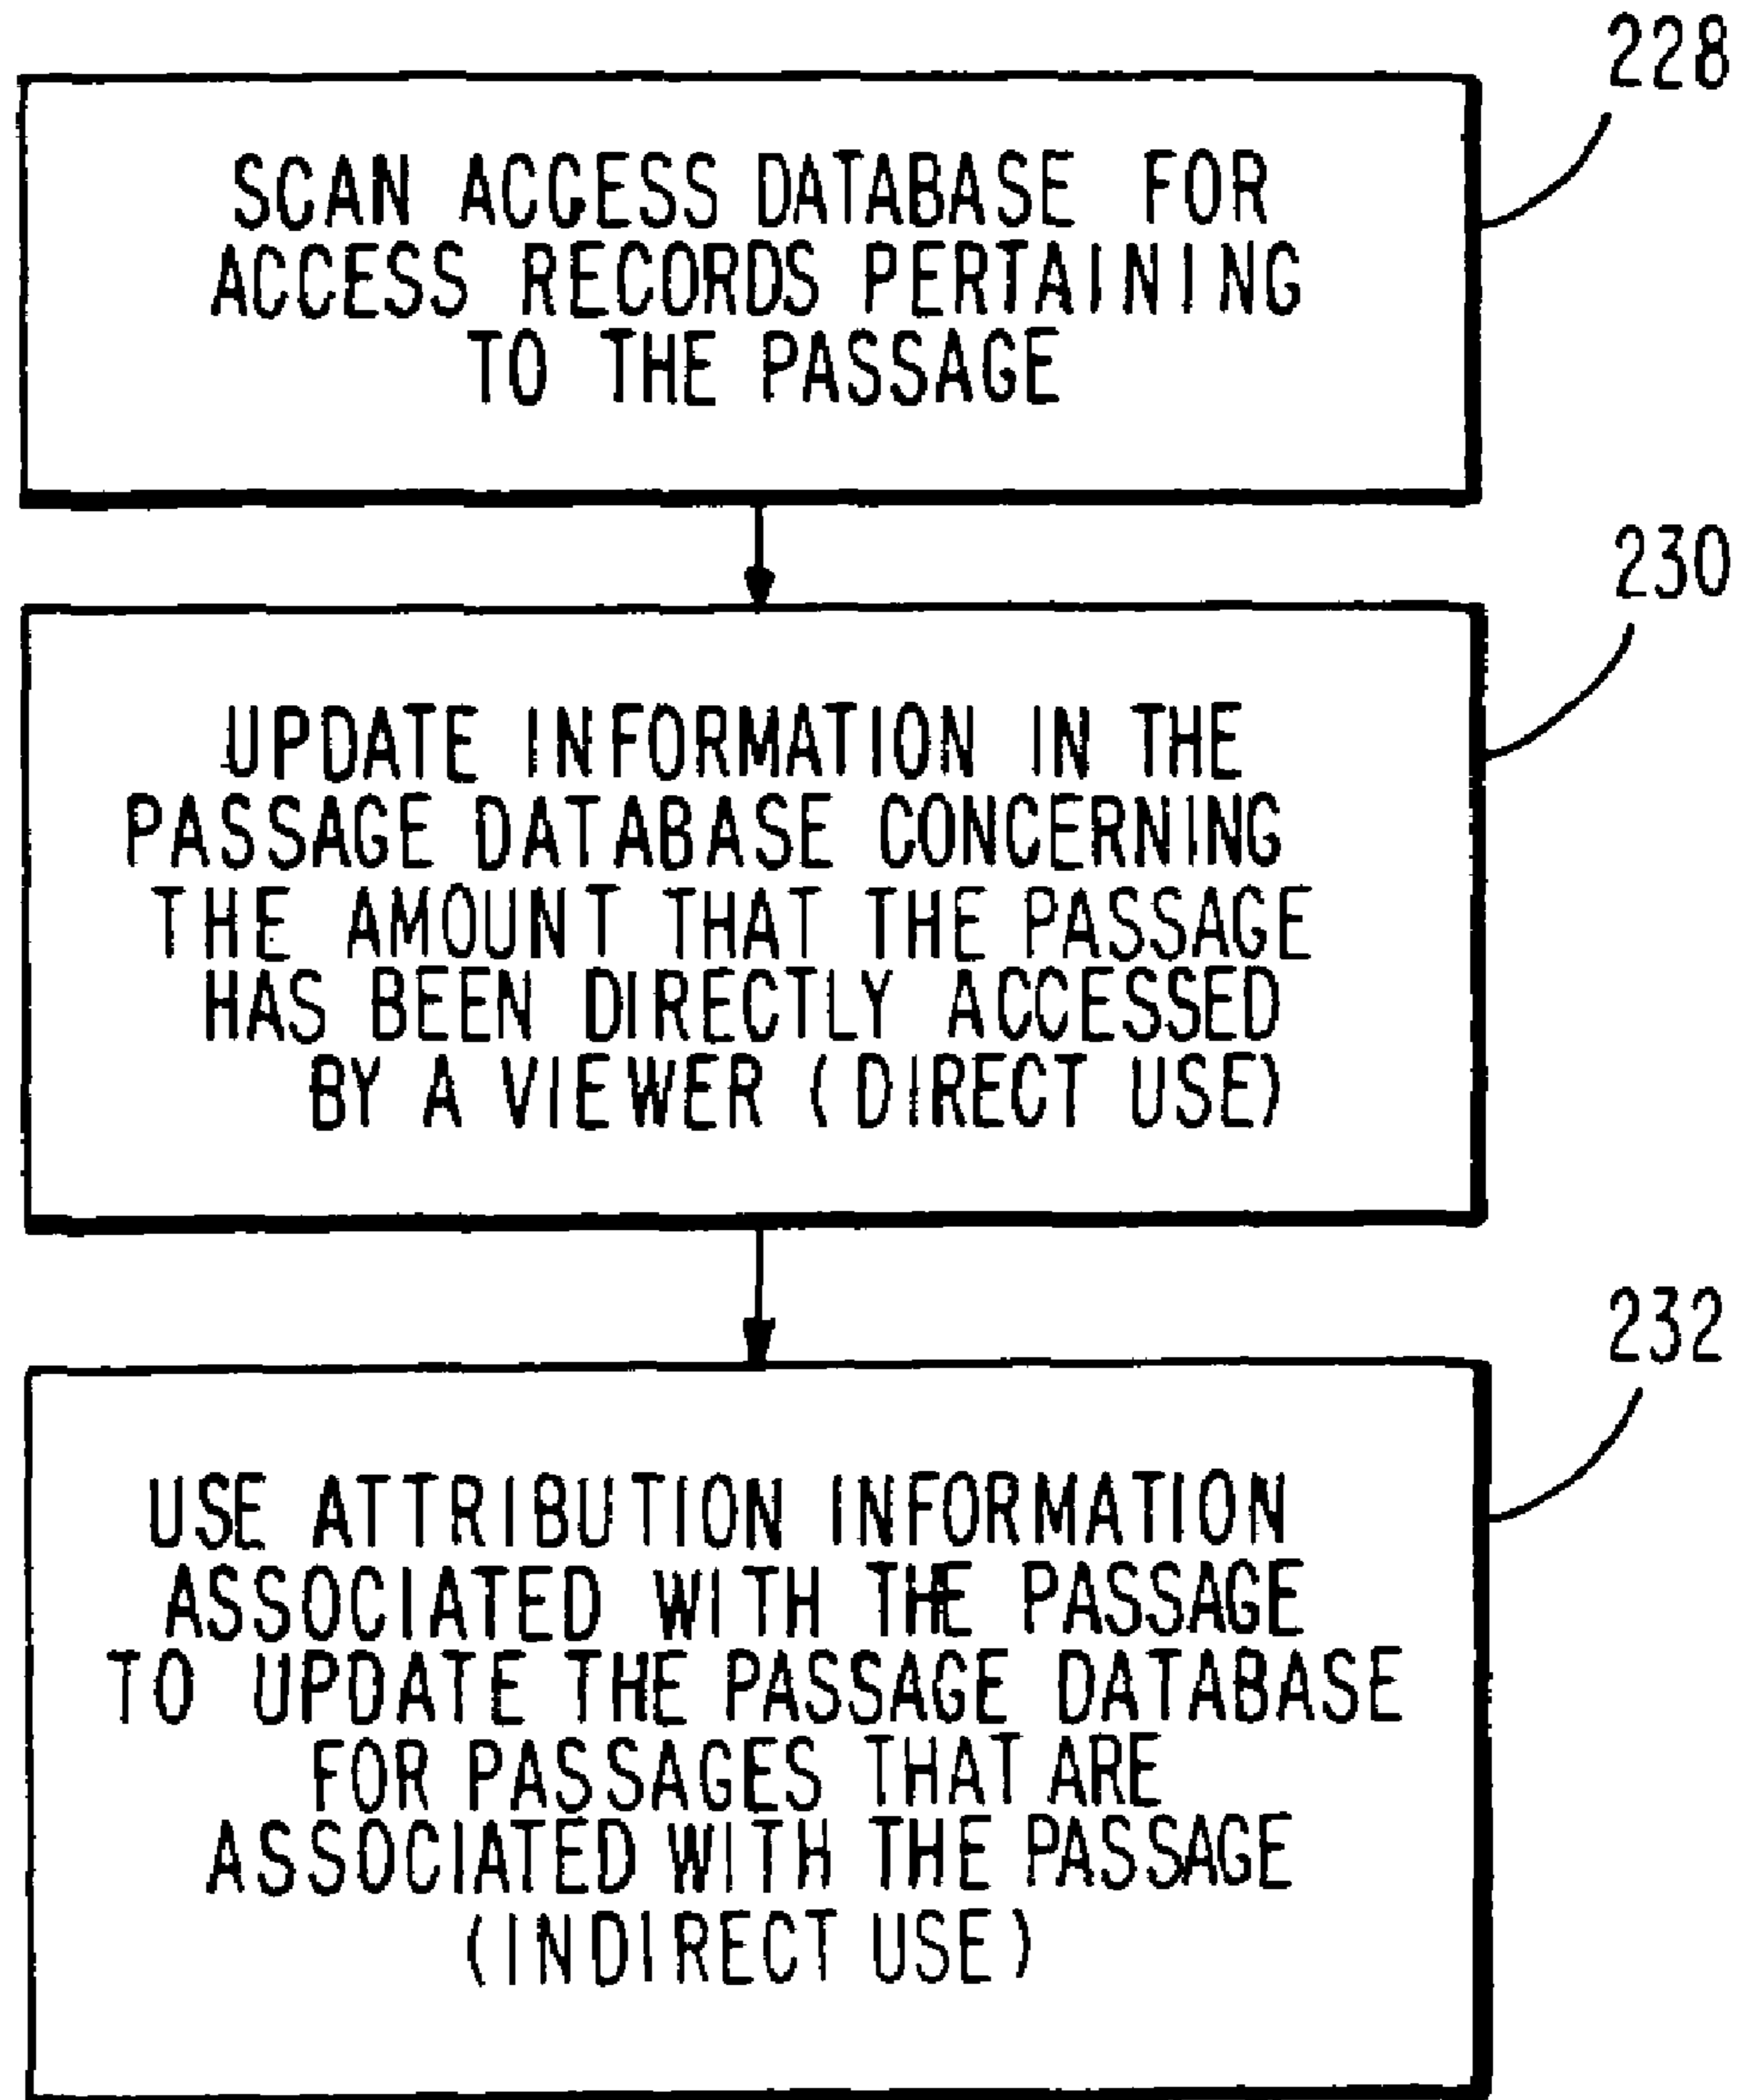 228
SCAN ACCESS DATABASE FOR
ACCESS RECORDS PERTAINING
TO THE PASSAGE
230
UPDATE INFORMATION IN THE
PASSAGE DATABASE CONCERNING
THE AMOUNT THAT THE PASSAGE
HAS BEEN DIRECTLY ACCESSED
BY A VIEWER (DIRECT USE)
232
USE ATTRIBUTION INFORMATION
ASSOCIATED WITH THE PASSAGE
TO UPDATE THE PASSAGE DATABASE
FOR PASSAGES THAT ARE
ASSOCIATED WITH THE PASSAGE
(INDIRECT USE)